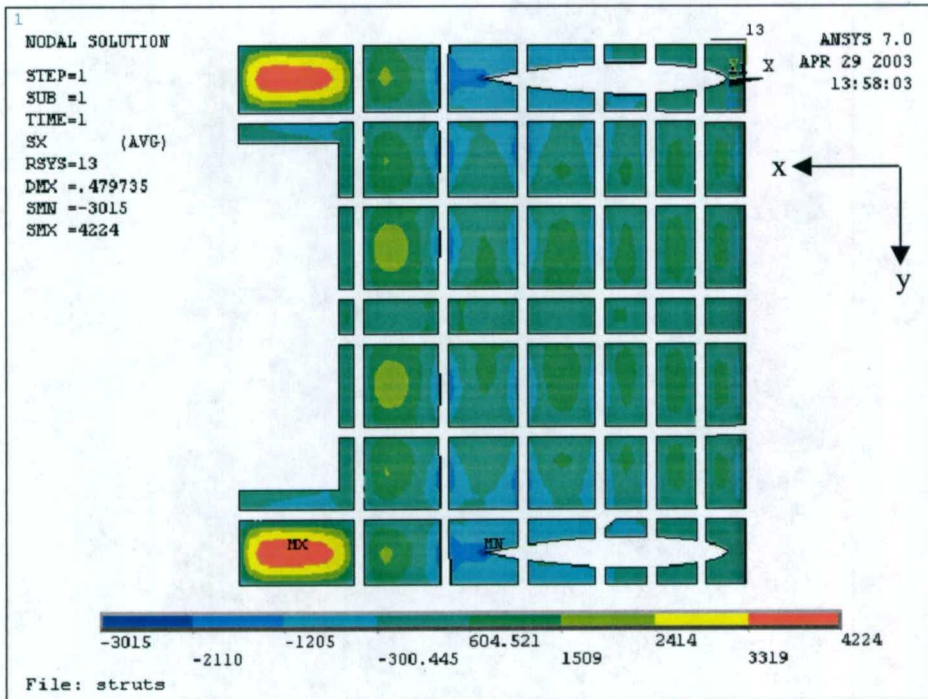 1
NODAL SOLUTION
STEP=1
SUB =1
TIME=1
SX (AVG)
RSYS=13
DMX =.479735
SMN =-3015
SMX =4224
13
ANSYS 7.0
APR 29 2003
13:58:03
Y
X
x
y
MX
MN
-3015
-2110
-1205
-300.445
604.521
1509
2414
3319
4224
File: struts